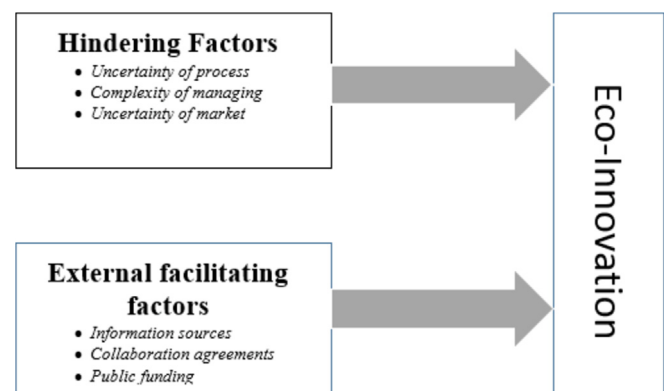 Hindering Factors
• Uncertainty of process
• Complexity of managing
• Uncertainty of market
External facilitating
factors
• Information sources
• Collaboration agreements
• Public funding
Eco-Innovation